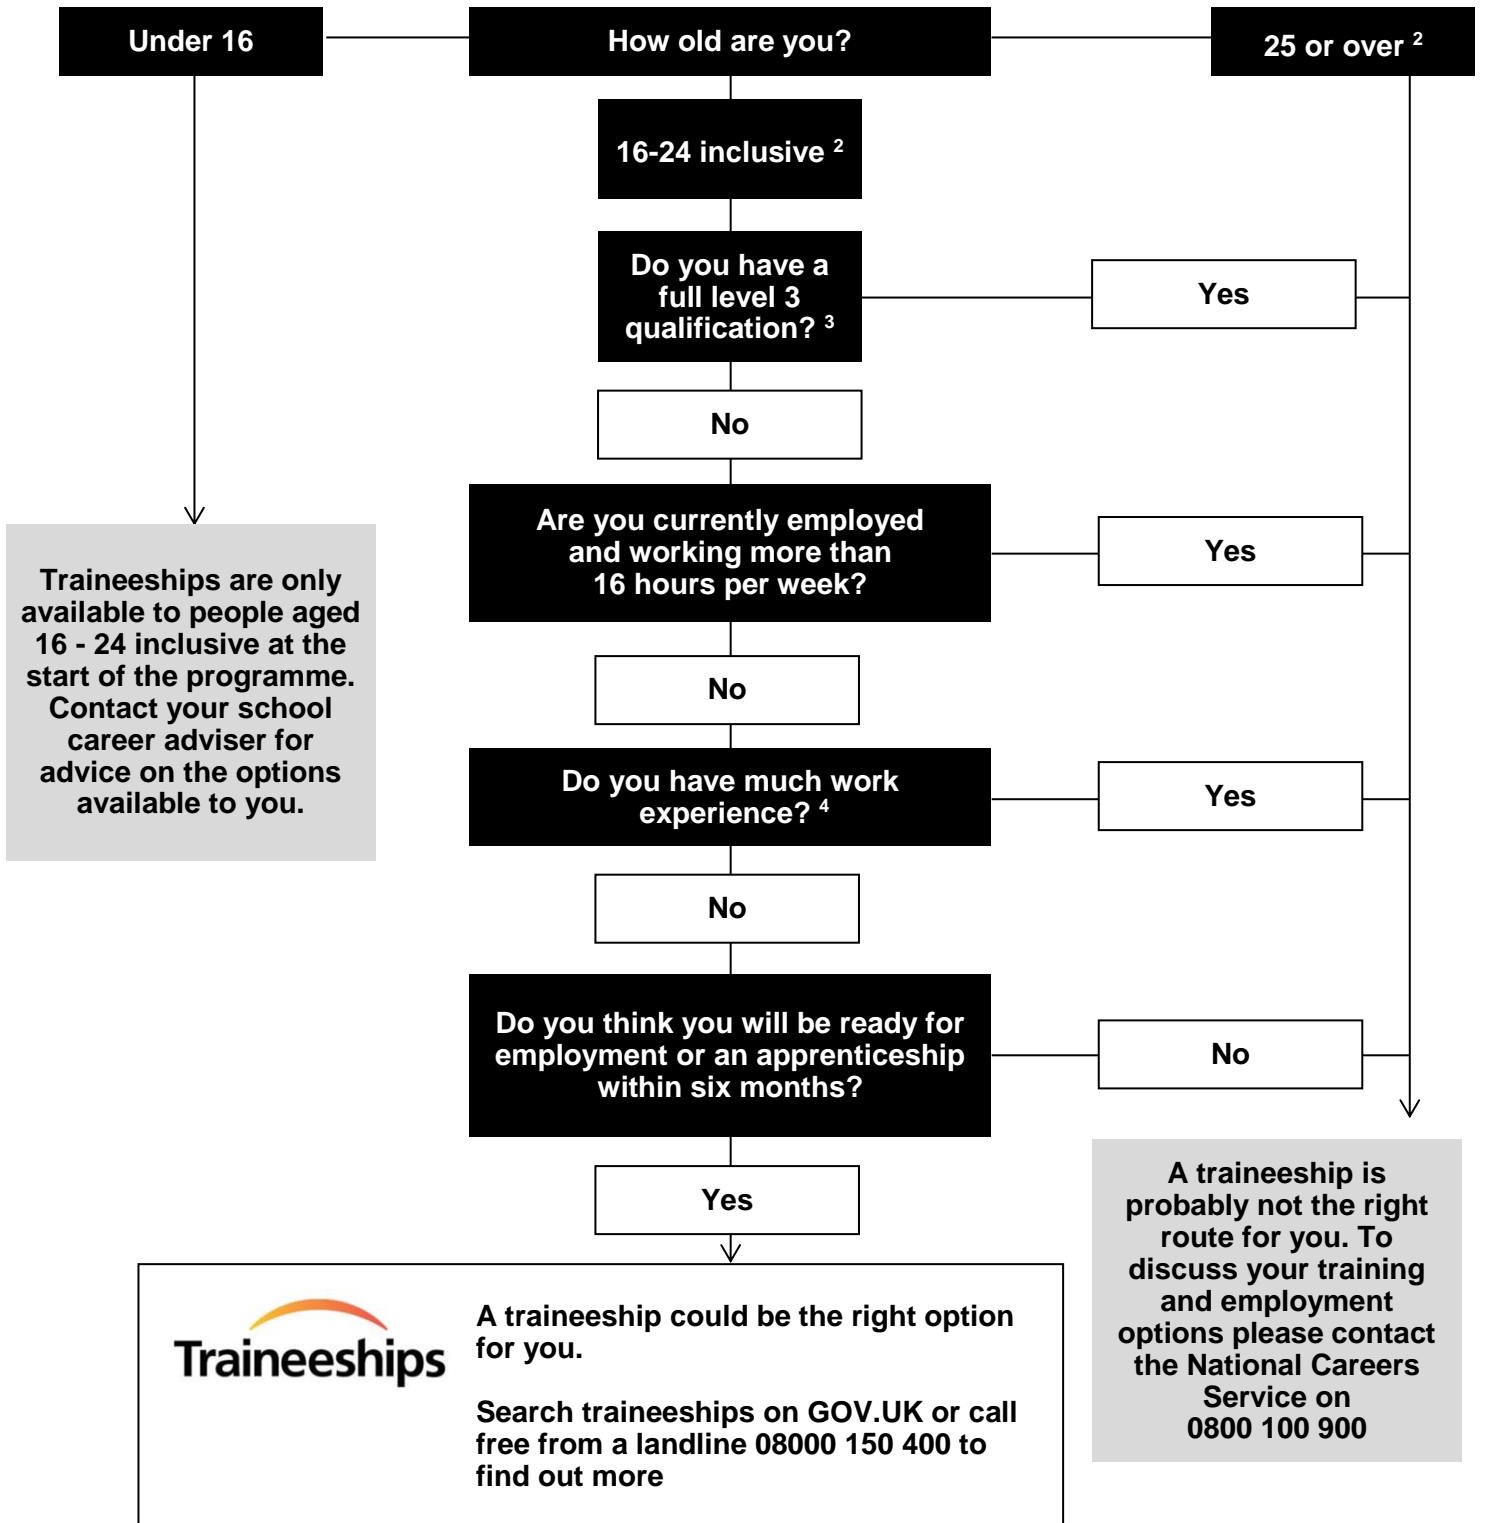 Under 16
How old are you?
25 or over ²
16-24 inclusive ²
Do you have a
full level 3
qualification? ³
Yes
No
Are you currently employed
and working more than
16 hours per week?
Yes
Traineeships are only
available to people aged
16 - 24 inclusive at the
start of the programme.
Contact your school
career adviser for
advice on the options
available to you.
No
Do you have much work
experience? ⁴
Yes
No
Do you think you will be ready for
employment or an apprenticeship
within six months?
No
Yes
A traineeship is
probably not the right
route for you. To
discuss your training
and employment
options please contact
the National Careers
Service on
0800 100 900
Traineeships
A traineeship could be the right option
for you.
Search traineeships on GOV.UK or call
free from a landline 08000 150 400 to
find out more